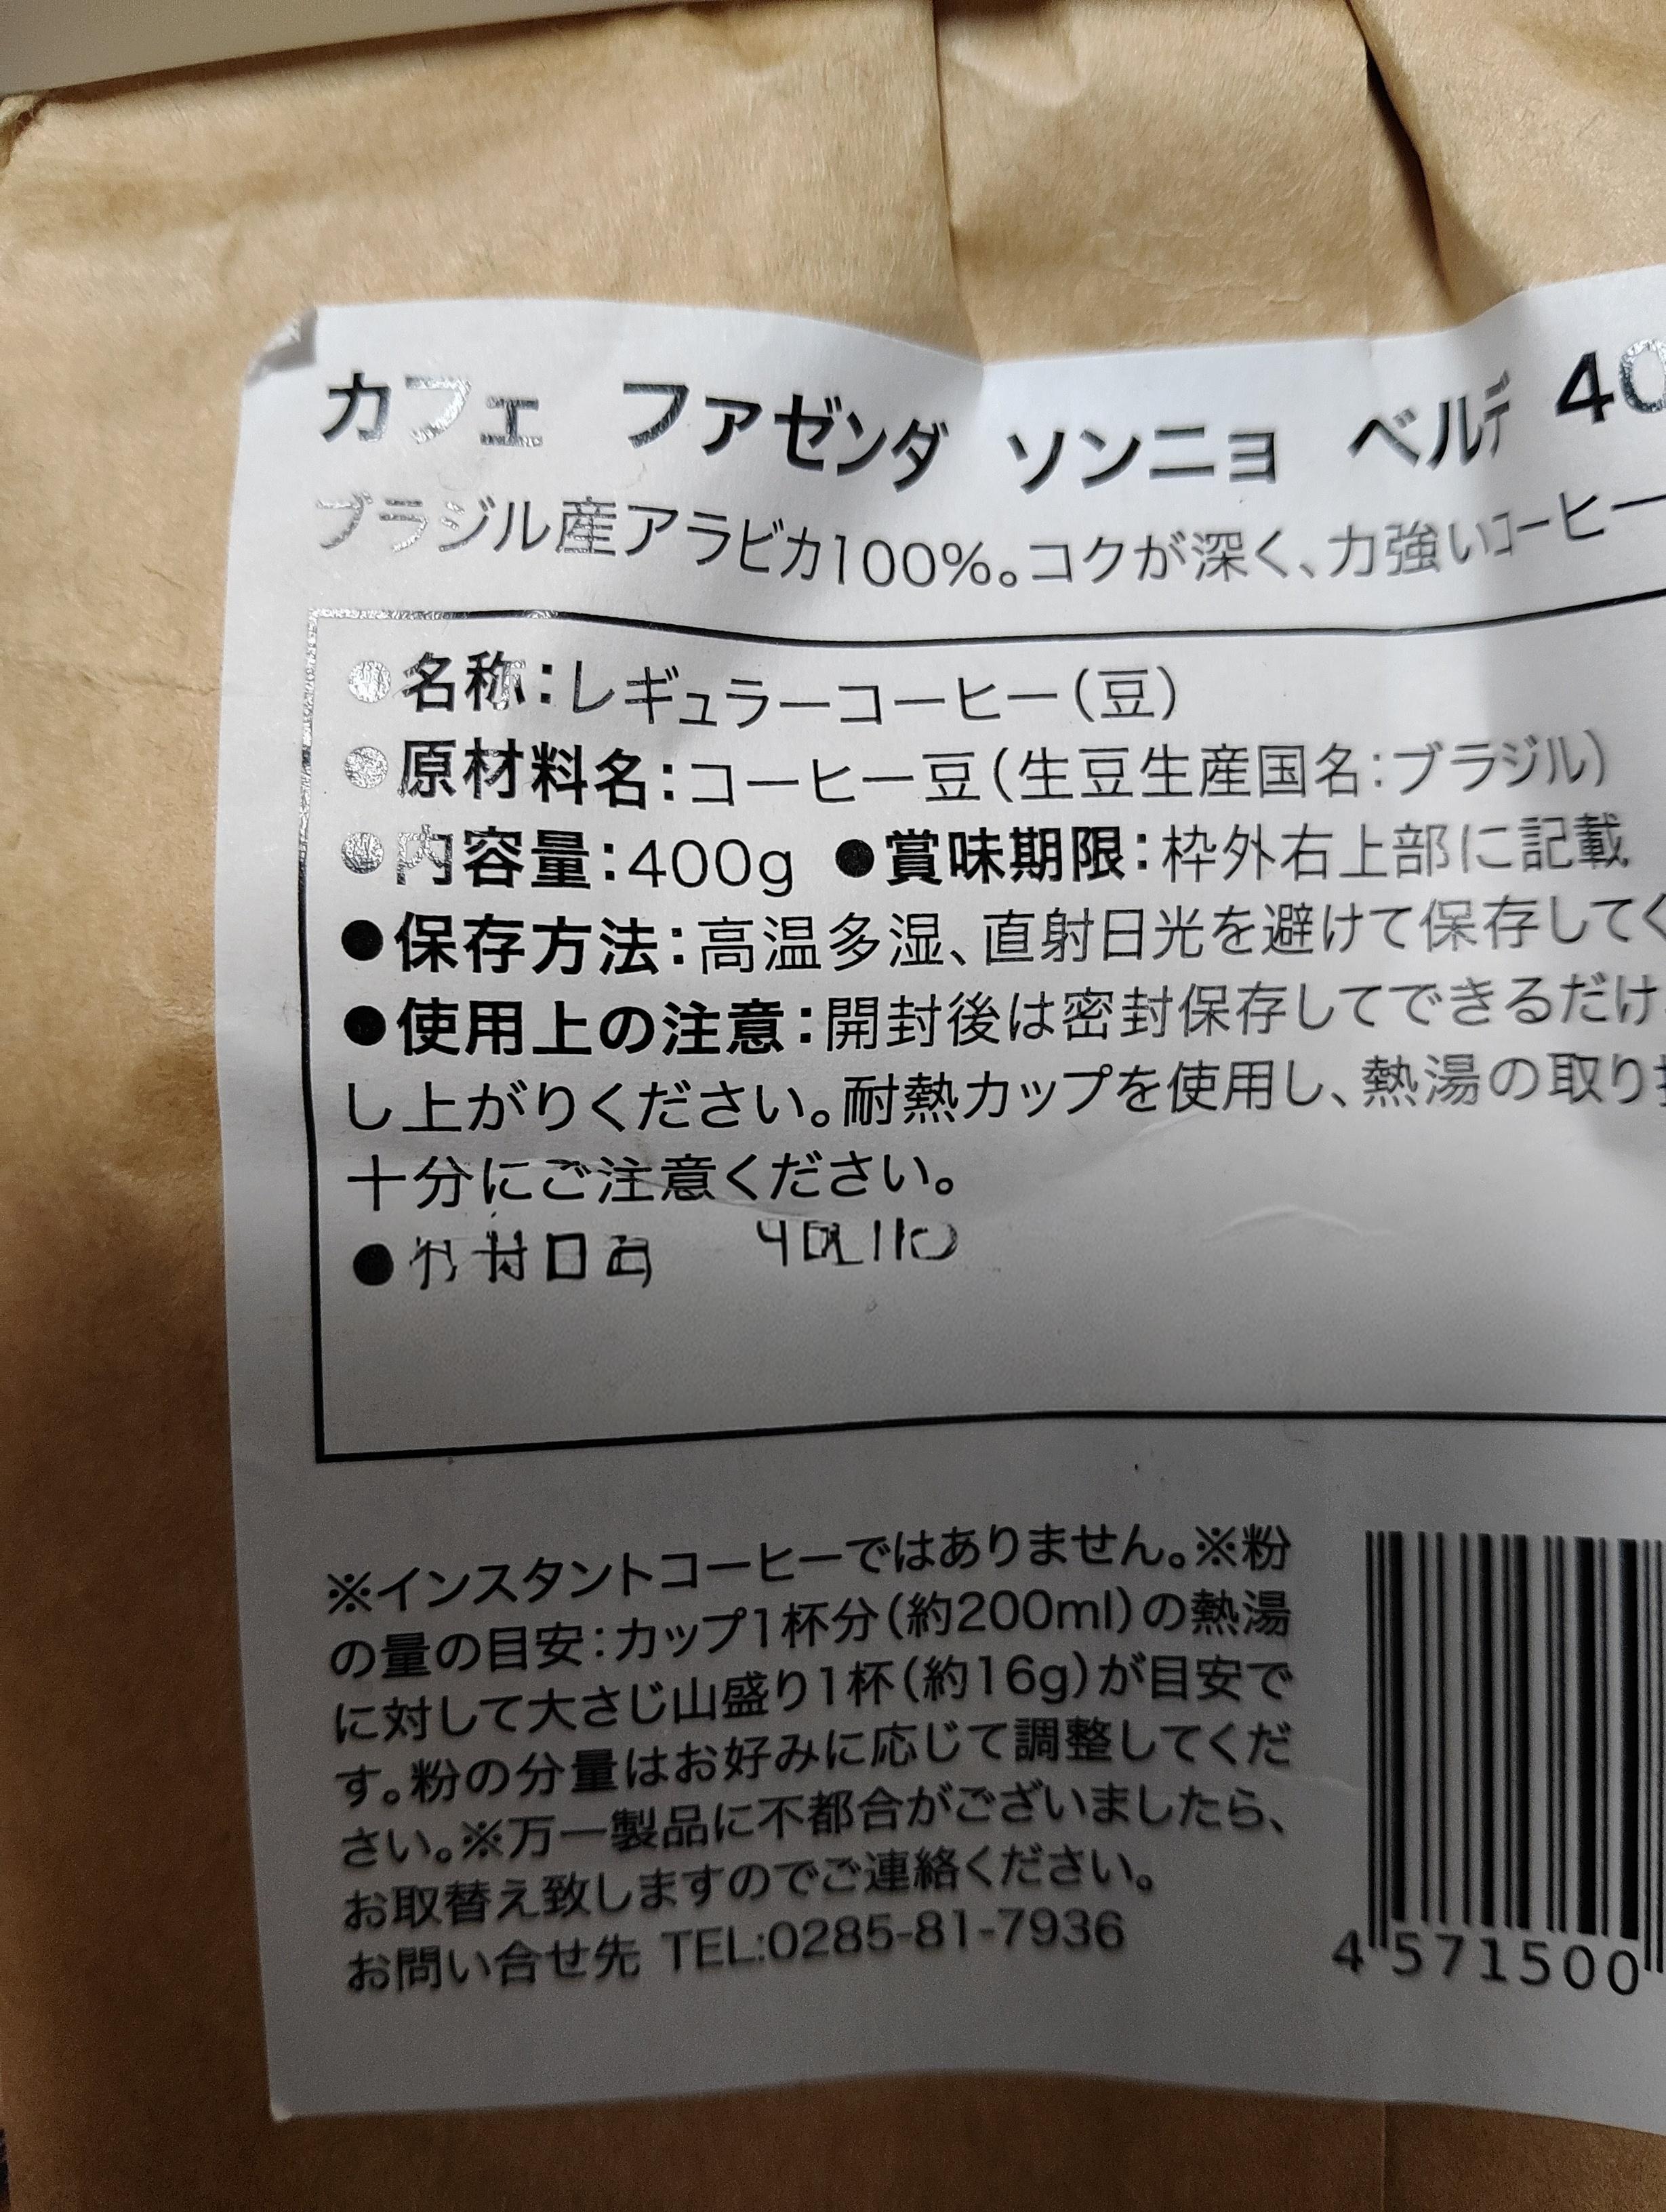 カフェ ファゼンダ ソンニョ ベルデ 40
ブラジル産アラビカ100%。コクが深く、力強いコーヒー
●名称：レギュラーコーヒー（豆）
●原材料名：コーヒー豆（生豆生産国名：ブラジル）
●内容量：400g ●賞味期限：枠外右上部に記載
●保存方法：高温多湿、直射日光を避けて保存してく
●使用上の注意：開封後は密封保存してできるだけ
し上がりください。耐熱カップを使用し、熱湯の取り
十分にご注意ください。
●
※インスタントコーヒーではありません。※粉
の量の目安：カップ1杯分（約200ml）の熱湯
に対して大さじ山盛り1杯（約16g）が目安で
す。粉の分量はお好みに応じて調整してくだ
さい。※万一製品に不都合がございましたら、
お取替え致しますのでご連絡ください。
お問い合せ先 TEL:0285-81-7936
4 571500